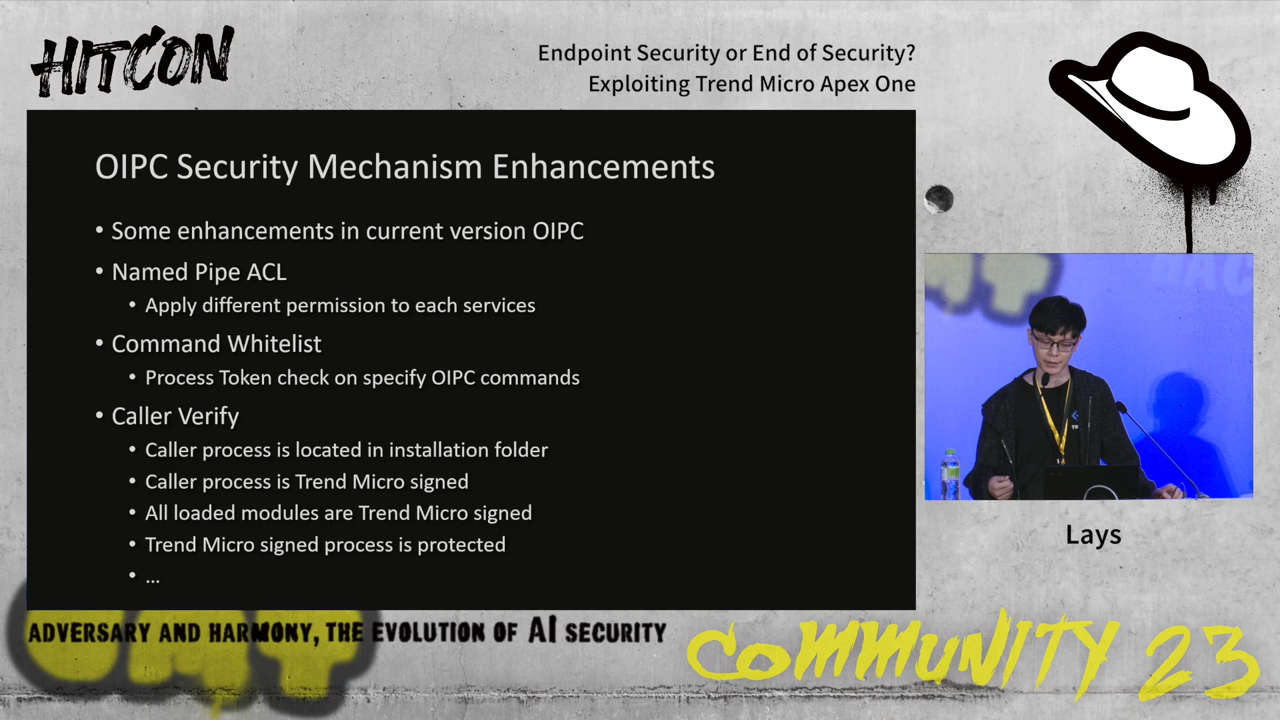 HITCON
Endpoint Security or End of Security?
Exploiting Trend Micro Apex One
OIPC Security Mechanism Enhancements
• Some enhancements in current version OIPC
• Named Pipe ACL
• Apply different permission to each services
• Command Whitelist
• Process Token check on specify OIPC commands
• Caller Verify
• Caller process is located in installation folder
• Caller process is Trend Micro signed
• All loaded modules are Trend Micro signed
• Trend Micro signed process is protected
• ...
Lays
ADVERSARY AND HARMONY, THE EVOLUTION OF AI SECURITY
COMMUNITY 23